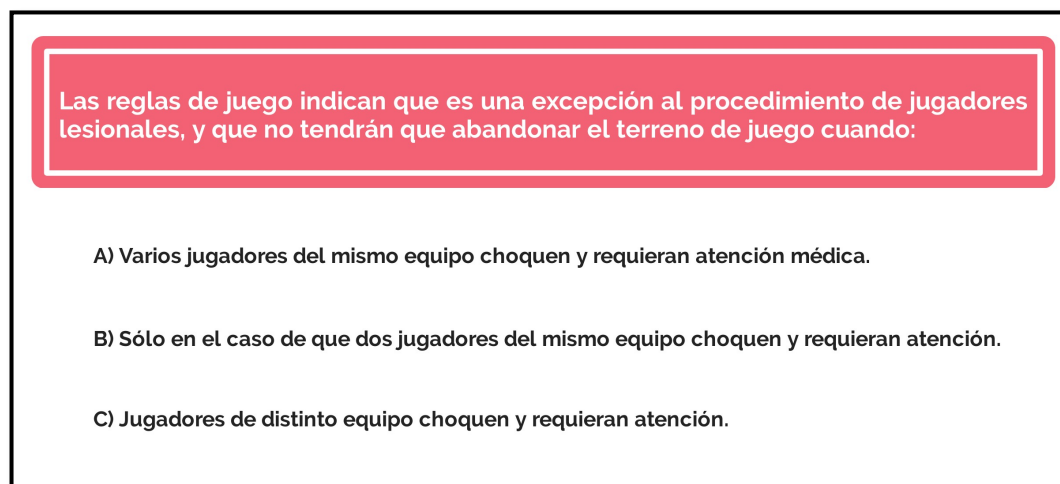 Las reglas de juego indican que es una excepción al procedimiento de jugadores
lesionales, y que no tendrán que abandonar el terreno de juego cuando:
A) Varios jugadores del mismo equipo choquen y requieran atención médica.
B) Sólo en el caso de que dos jugadores del mismo equipo choquen y requieran atención.
C) Jugadores de distinto equipo choquen y requieran atención.